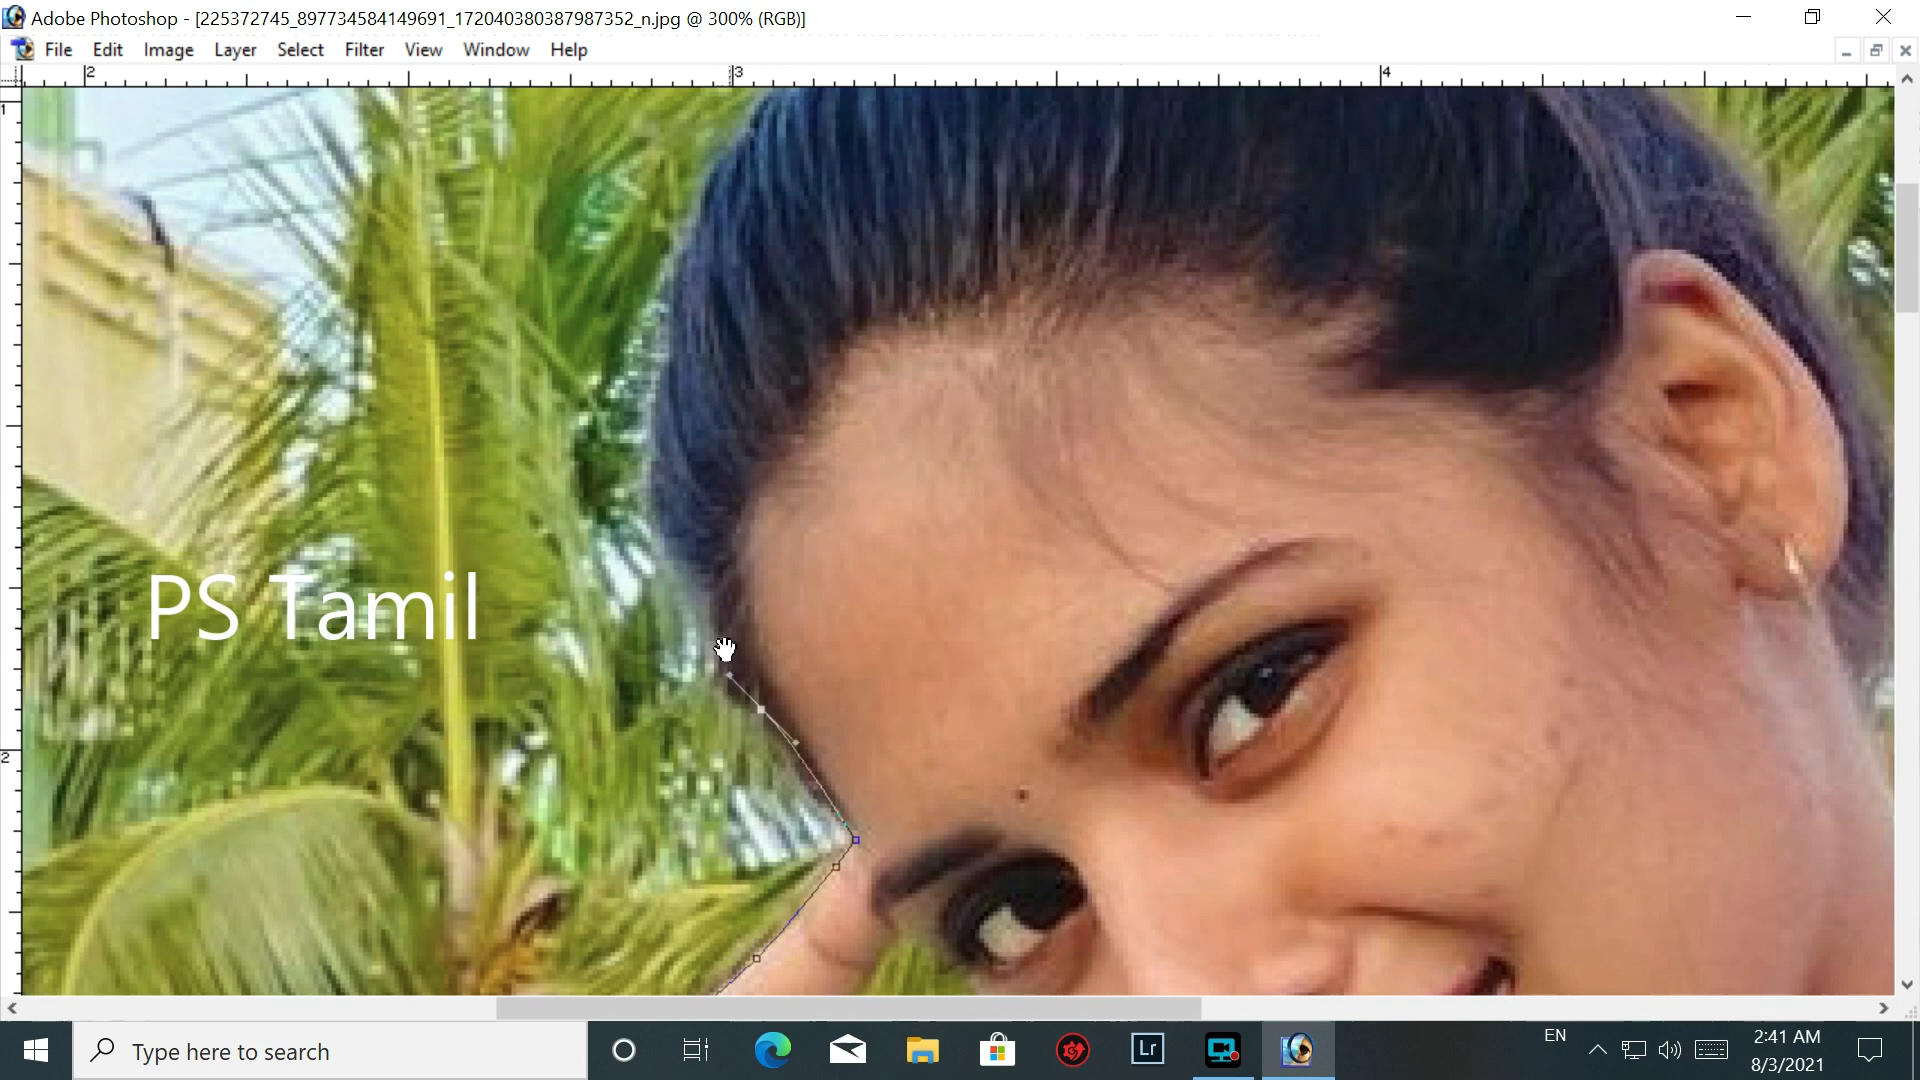 Adobe Photoshop - [225372745_897734584149691_172040380387987352_n.jpg @ 300% (RGB)]
File Edit Image Layer Select Filter View Window Help
2 3 4
1
PS Tamil
2
Type here to search
Lr
EN
2:41 AM
8/3/2021